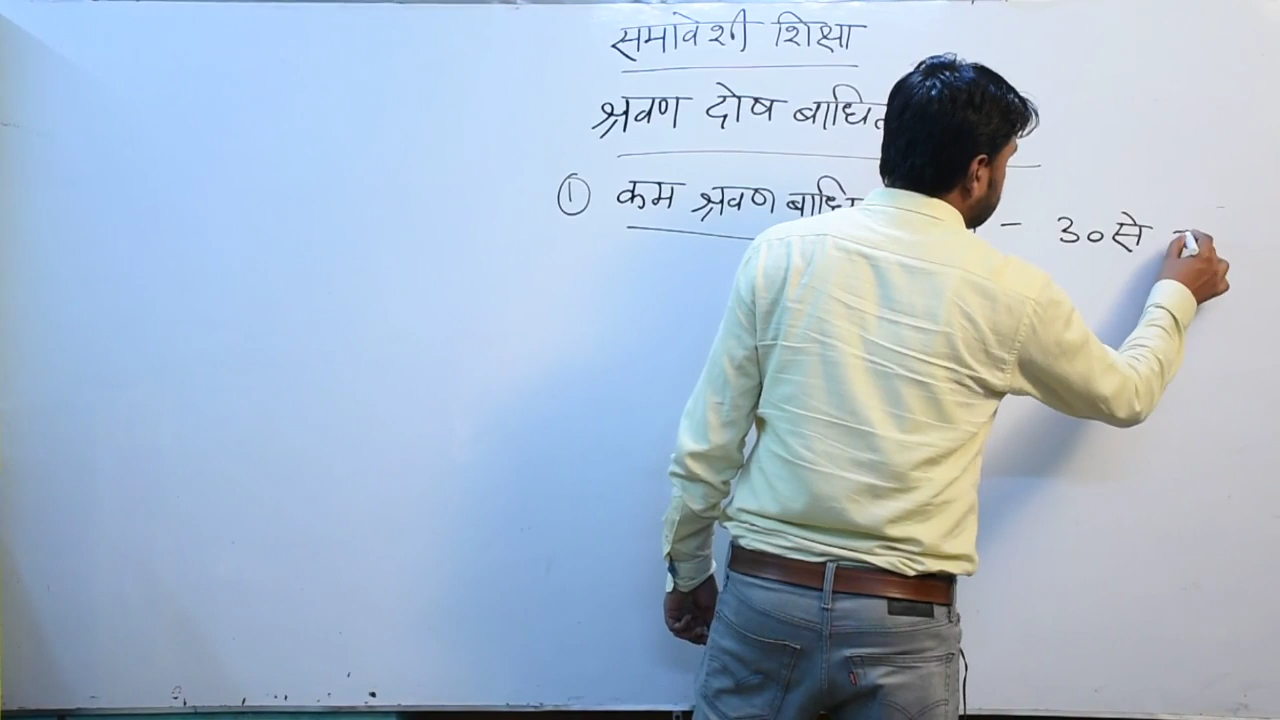 समावेशी शिक्षा
श्रवण दोष बाधित
① कम श्रवण बाधि - 30 से